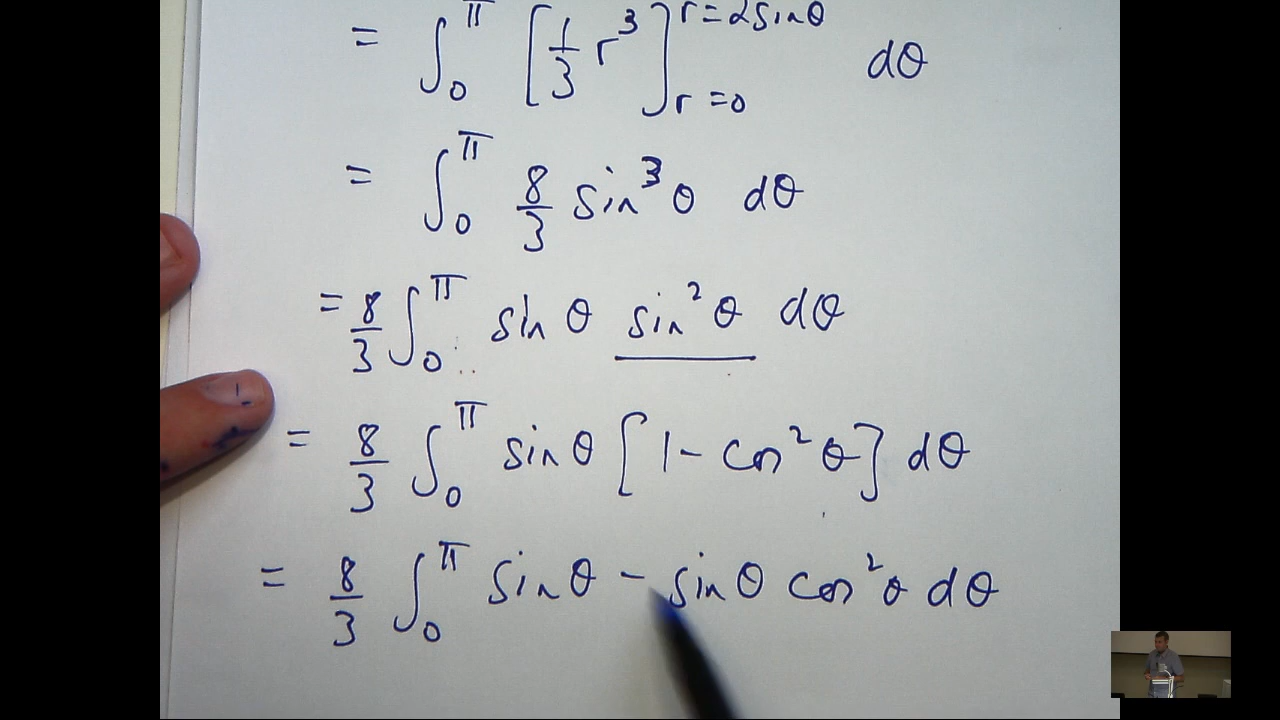 = ∫₀^π [1/3 r³]_{r=0}^{r=2sinθ} dθ
= ∫₀^π 8/3 sin³θ dθ
= 8/3 ∫₀^π sinθ sin²θ dθ
= 8/3 ∫₀^π sinθ [1 - cos²θ] dθ
= 8/3 ∫₀^π sinθ - sinθ cos²θ dθ